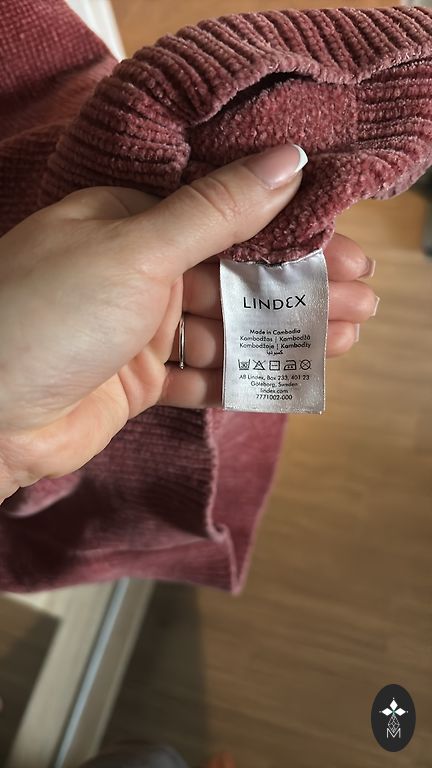 LINDEX
Made in Cambodia
Kambodžas | Kambodžā
Kambodžoje | Kambodży
كمبوديا
AB Lindex, Box 233, 401 23
Göteborg, Sweden
lindex.com
7771002-000
M